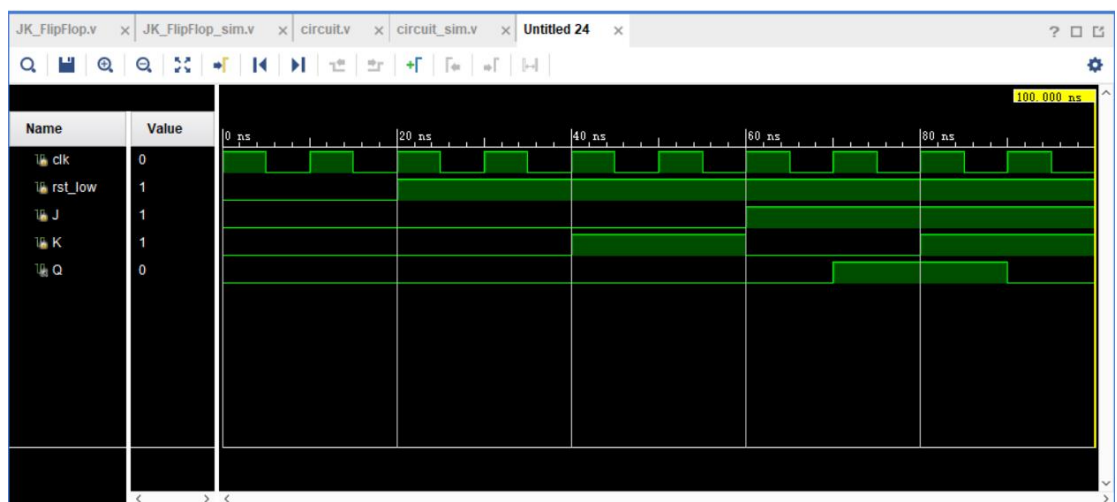 JK_FlipFlop.v × JK_FlipFlop_sim.v × circuit.v × circuit_sim.v × Untitled 24 ×
100.000 ns
Name Value 0 ns 20 ns 40 ns 60 ns 80 ns
clk 0
rst_low 1
J 1
K 1
Q 0